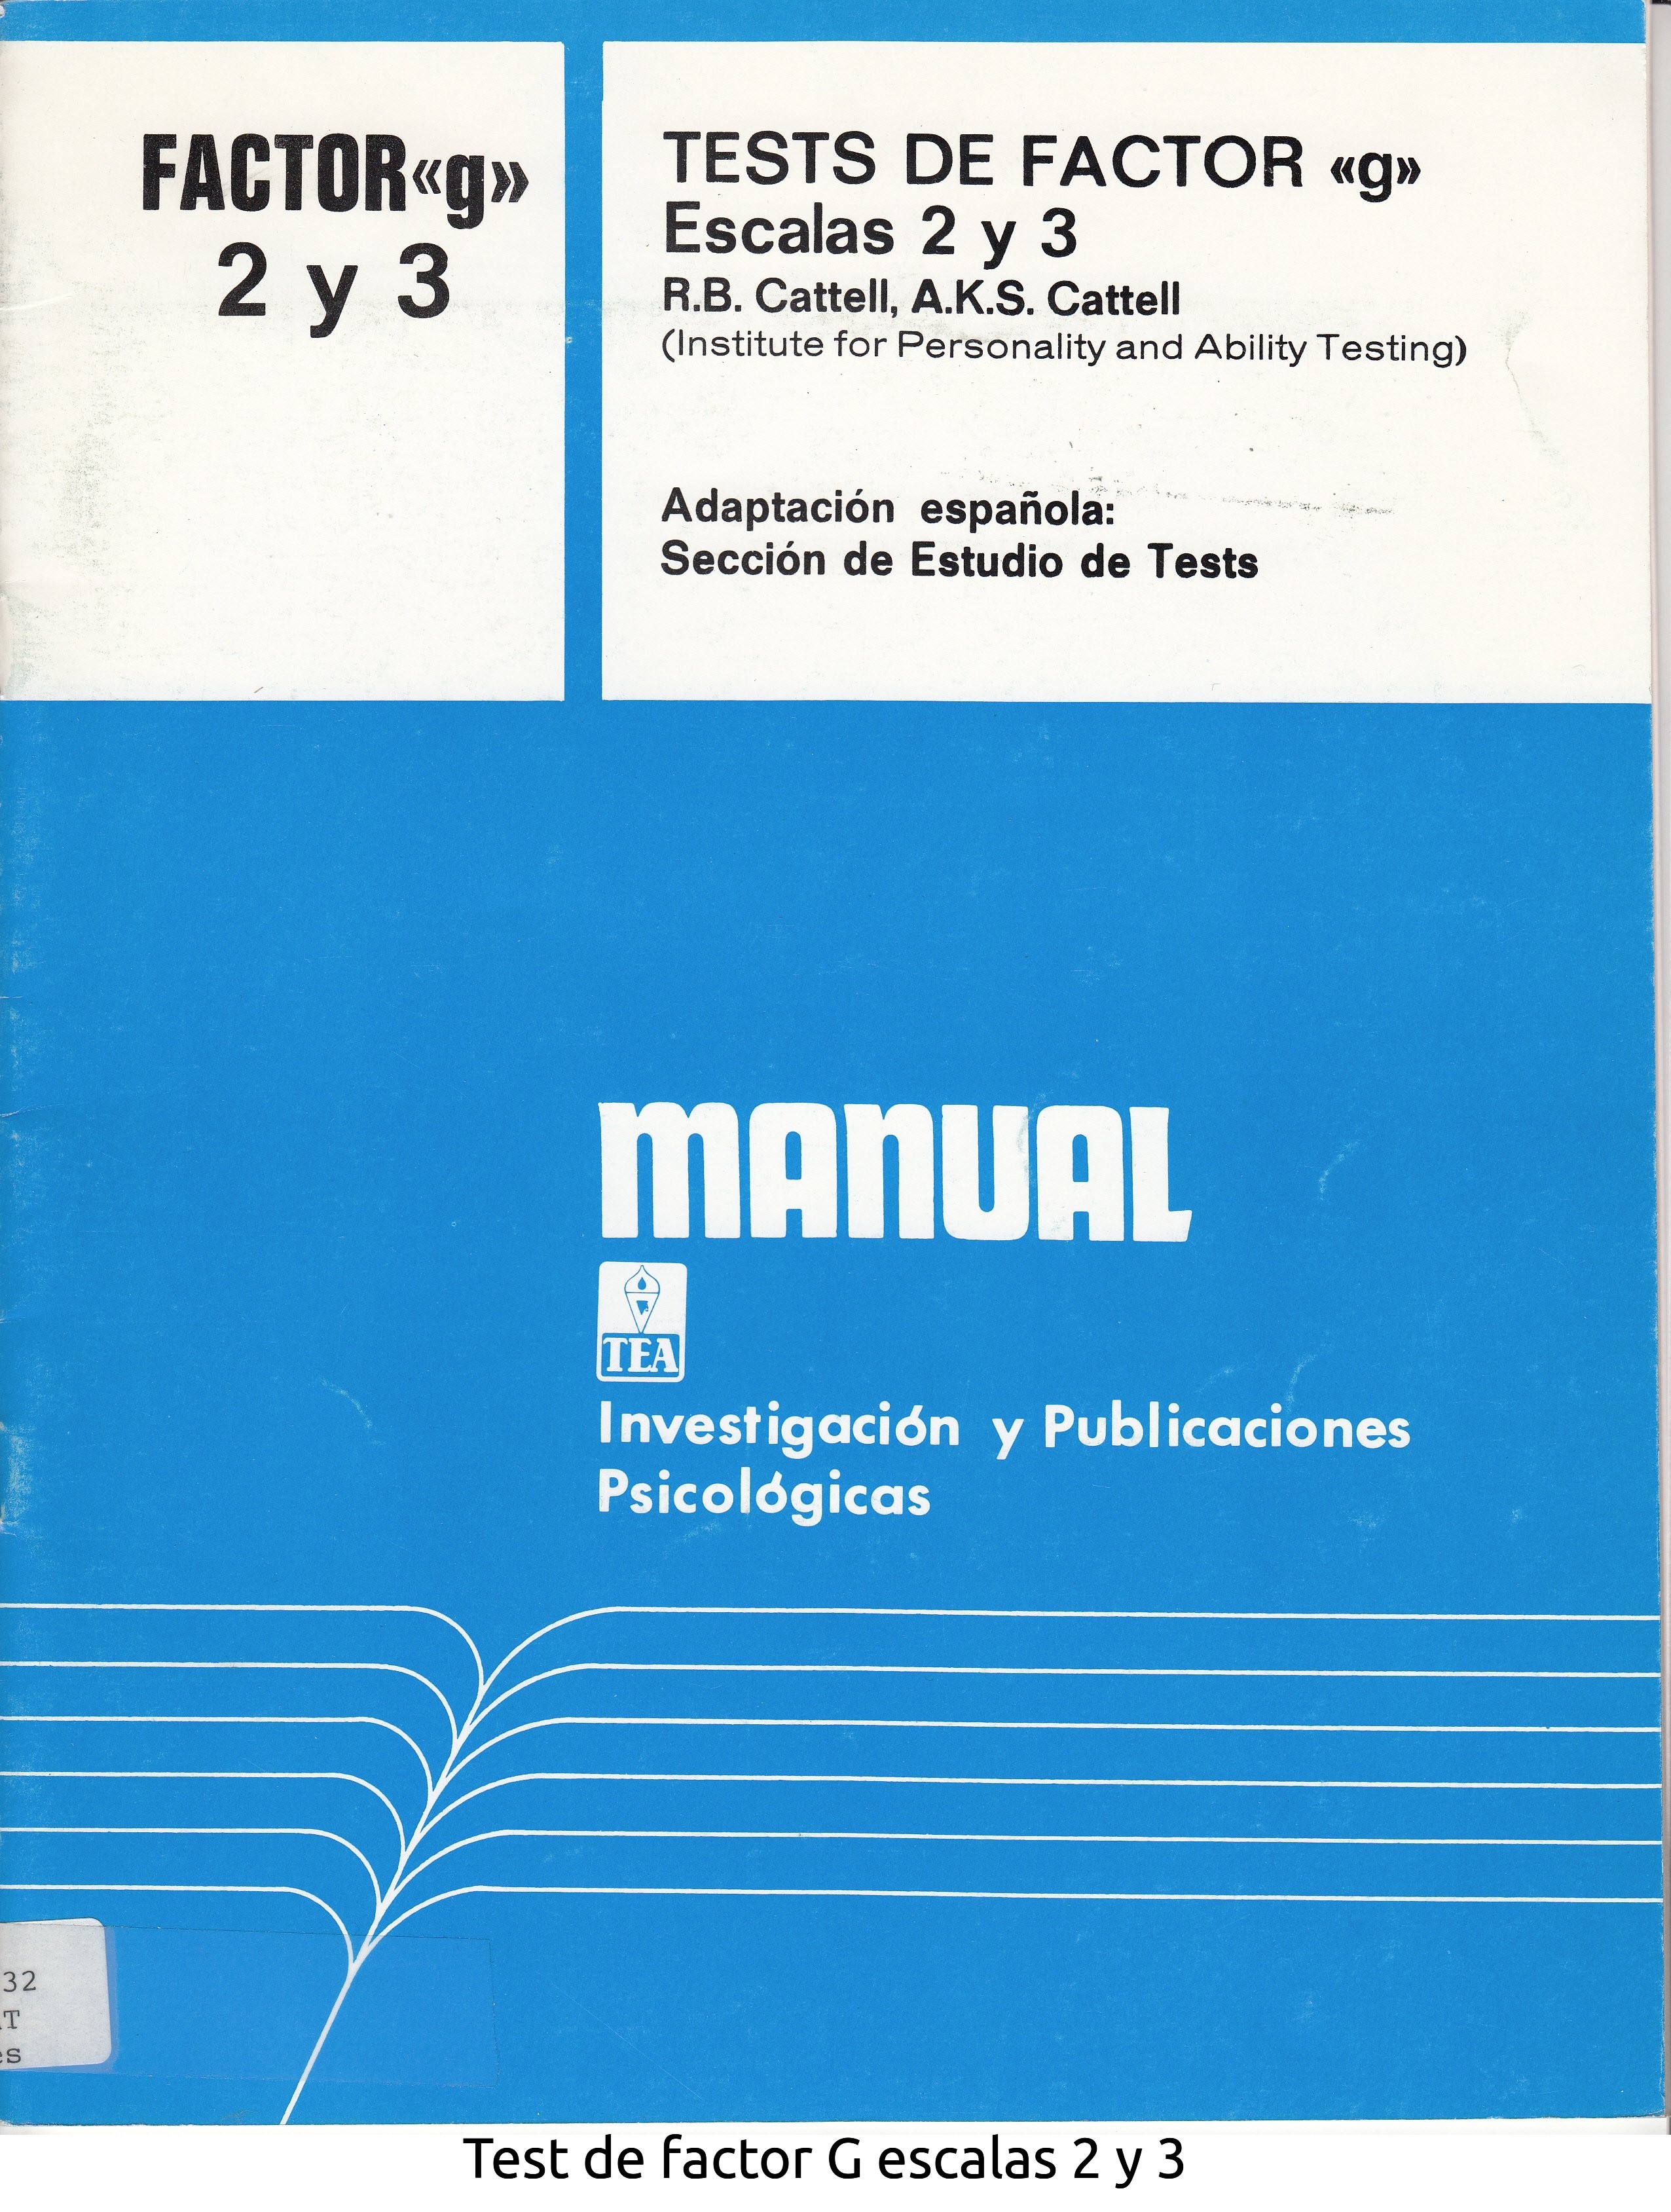 FACTOR«g»
2 y 3
TESTS DE FACTOR «g»
Escalas 2 y 3
R.B. Cattell, A.K.S. Cattell
(Institute for Personality and Ability Testing)
Adaptación española:
Sección de Estudio de Tests
MANUAL
TEA
Investigación y Publicaciones
Psicológicas
32
T
es
Test de factor G escalas 2 y 3